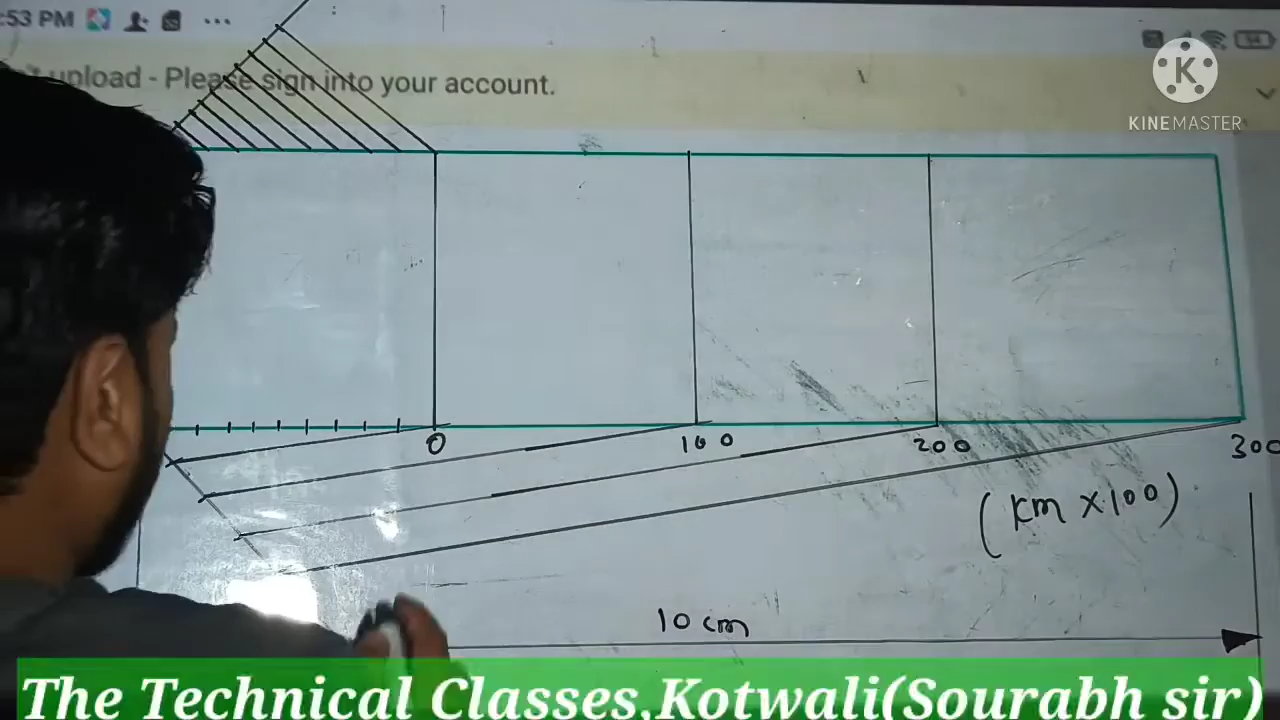 :53 PM
't upload - Please sign into your account.
KINEMASTER
0 100 200 300
(km x100)
10 cm
The Technical Classes,Kotwali(Sourabh sir)